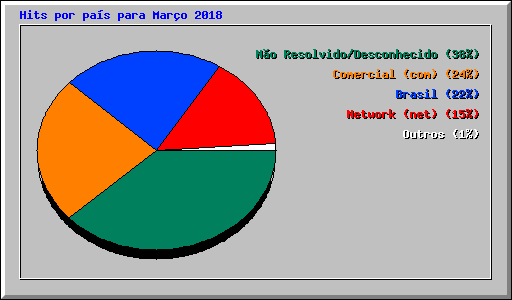 Hits por país para Março 2018
Não Resolvido/Desconhecido (38%)
Comercial (com) (24%)
Brasil (22%)
Network (net) (15%)
Outros (1%)